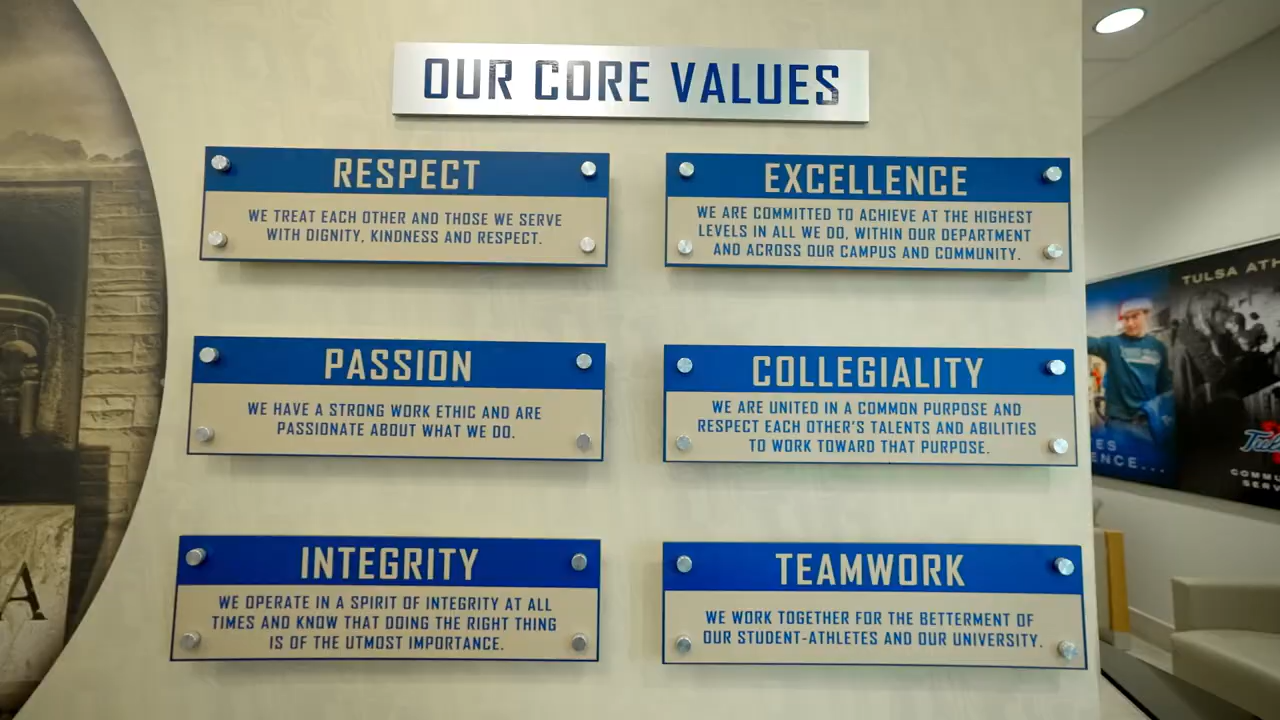 OUR CORE VALUES
RESPECT
WE TREAT EACH OTHER AND THOSE WE SERVE
WITH DIGNITY, KINDNESS AND RESPECT.
EXCELLENCE
WE ARE COMMITTED TO ACHIEVE AT THE HIGHEST
LEVELS IN ALL WE DO, WITHIN OUR DEPARTMENT
AND ACROSS OUR CAMPUS AND COMMUNITY.
PASSION
WE HAVE A STRONG WORK ETHIC AND ARE
PASSIONATE ABOUT WHAT WE DO.
COLLEGIALITY
WE ARE UNITED IN A COMMON PURPOSE AND
RESPECT EACH OTHER'S TALENTS AND ABILITIES
TO WORK TOWARD THAT PURPOSE.
INTEGRITY
WE OPERATE IN A SPIRIT OF INTEGRITY AT ALL
TIMES AND KNOW THAT DOING THE RIGHT THING
IS OF THE UTMOST IMPORTANCE.
TEAMWORK
WE WORK TOGETHER FOR THE BETTERMENT OF
OUR STUDENT-ATHLETES AND OUR UNIVERSITY.
A
TULSA ATH
IES
ENCE...
COMMU
SERV